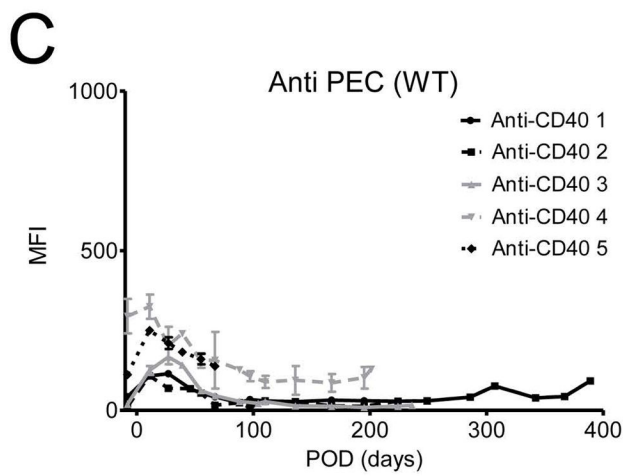 C
Anti PEC (WT)
1000
500
0
MFI
Anti-CD40 1
Anti-CD40 2
Anti-CD40 3
Anti-CD40 4
Anti-CD40 5
0 100 200 300 400
POD (days)